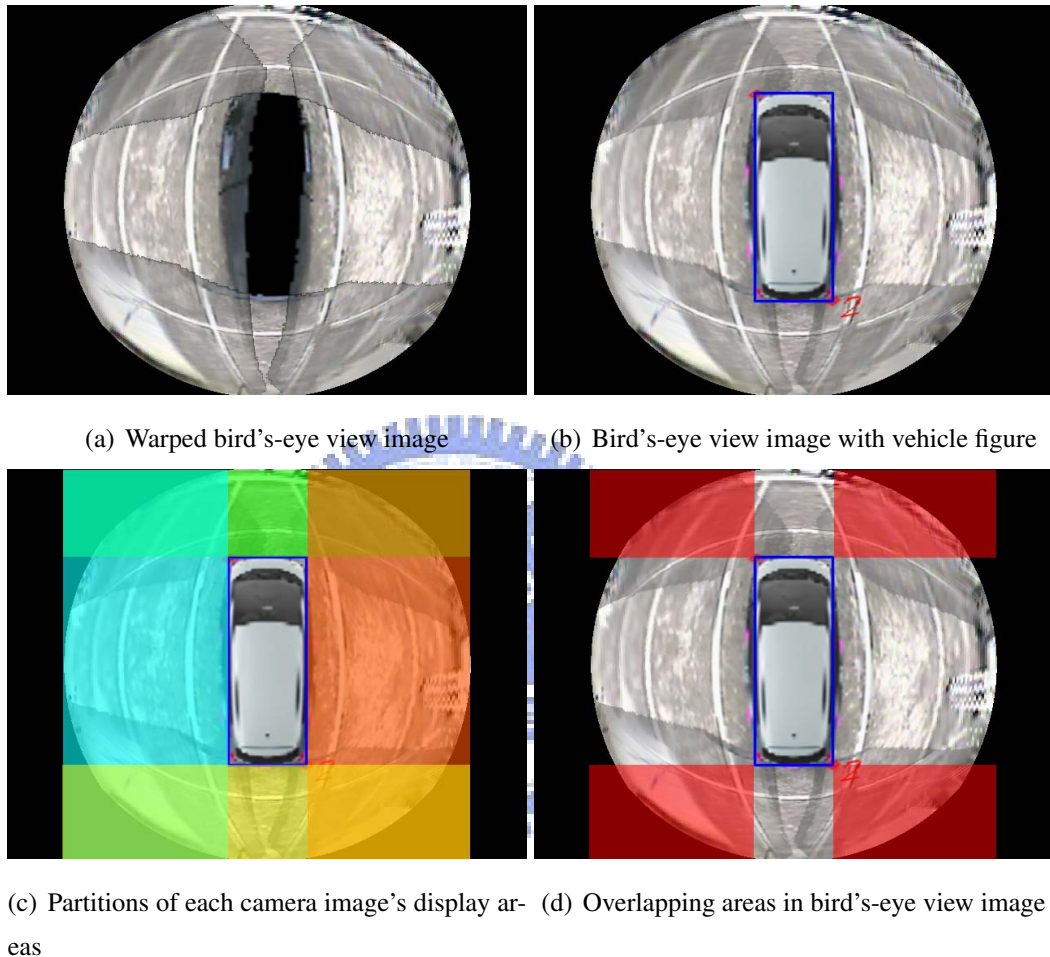 (a) Warped bird's-eye view image
(b) Bird's-eye view image with vehicle figure
(c) Partitions of each camera image's display ar-
eas
(d) Overlapping areas in bird's-eye view image